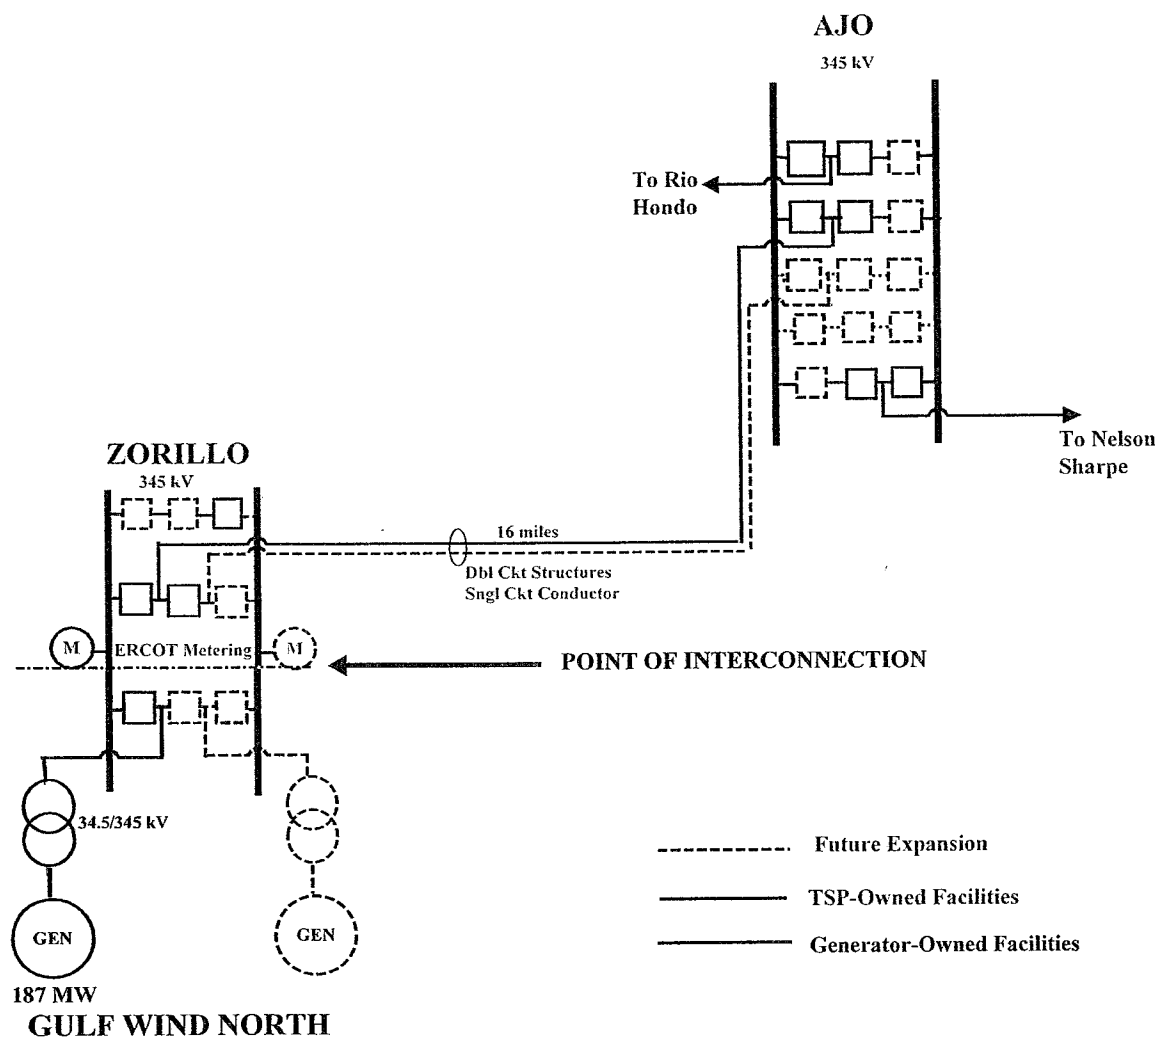 AJO
345 kV
To Rio
Hondo
To Nelson
Sharpe
ZORILLO
345 kV
16 miles
Dbl Ckt Structures
Sngl Ckt Conductor
M
ERCOT Metering
M
POINT OF INTERCONNECTION
34.5/345 kV
Future Expansion
TSP-Owned Facilities
GEN
GEN
Generator-Owned Facilities
187 MW
GULF WIND NORTH